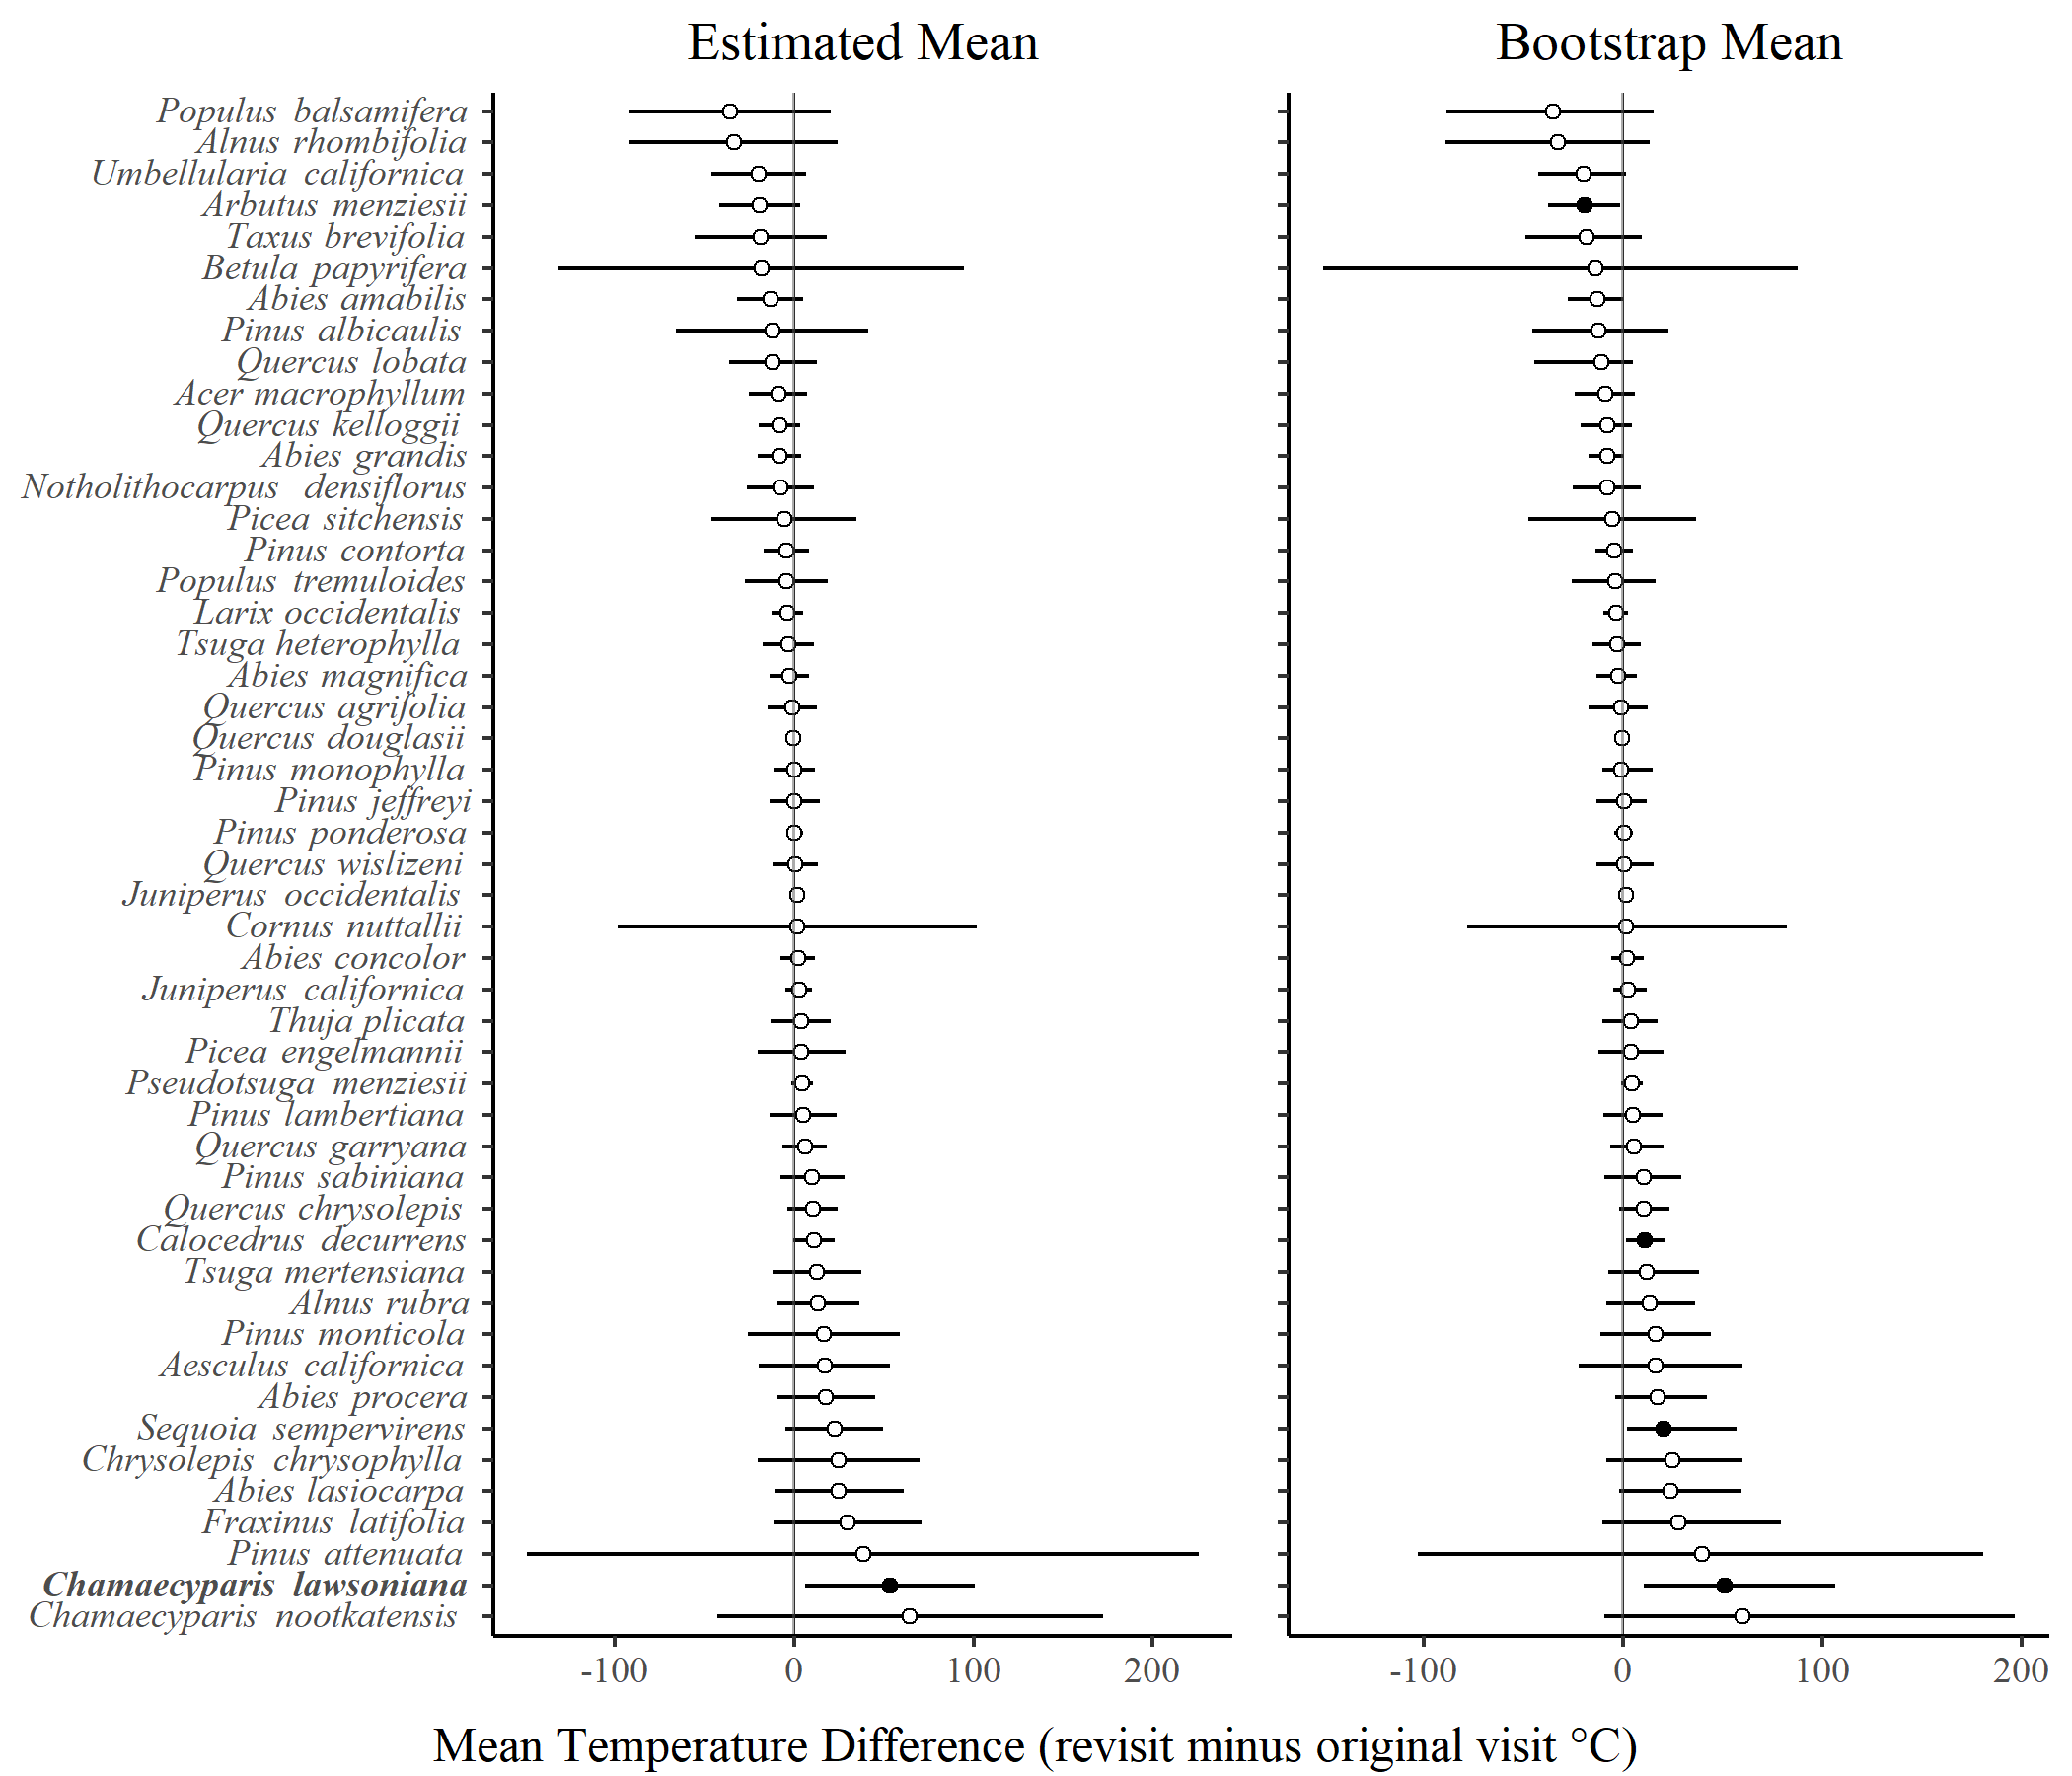 Estimated Mean
Bootstrap Mean
Populus balsamifera
Alnus rhombifolia
Umbellularia californica
Arbutus menziesii
Taxus brevifolia
Betula papyrifera
Abies amabilis
Pinus albicaulis
Quercus lobata
Acer macrophyllum
Quercus kelloggii
Abies grandis
Notholithocarpus densiflorus
Picea sitchensis
Pinus contorta
Populus tremuloides
Larix occidentalis
Tsuga heterophylla
Abies magnifica
Quercus agrifolia
Quercus douglasii
Pinus monophylla
Pinus jeffreyi
Pinus ponderosa
Quercus wislizeni
Juniperus occidentalis
Cornus nuttallii
Abies concolor
Juniperus californica
Thuja plicata
Picea engelmannii
Pseudotsuga menziesii
Pinus lambertiana
Quercus garryana
Pinus sabiniana
Quercus chrysolepis
Calocedrus decurrens
Tsuga mertensiana
Alnus rubra
Pinus monticola
Aesculus californica
Abies procera
Sequoia sempervirens
Chrysolepis chrysophylla
Abies lasiocarpa
Fraxinus latifolia
Pinus attenuata
Chamaecyparis lawsoniana
Chamaecyparis nootkatensis
-100 0 100 200
-100 0 100 200
Mean Temperature Difference (revisit minus original visit °C)